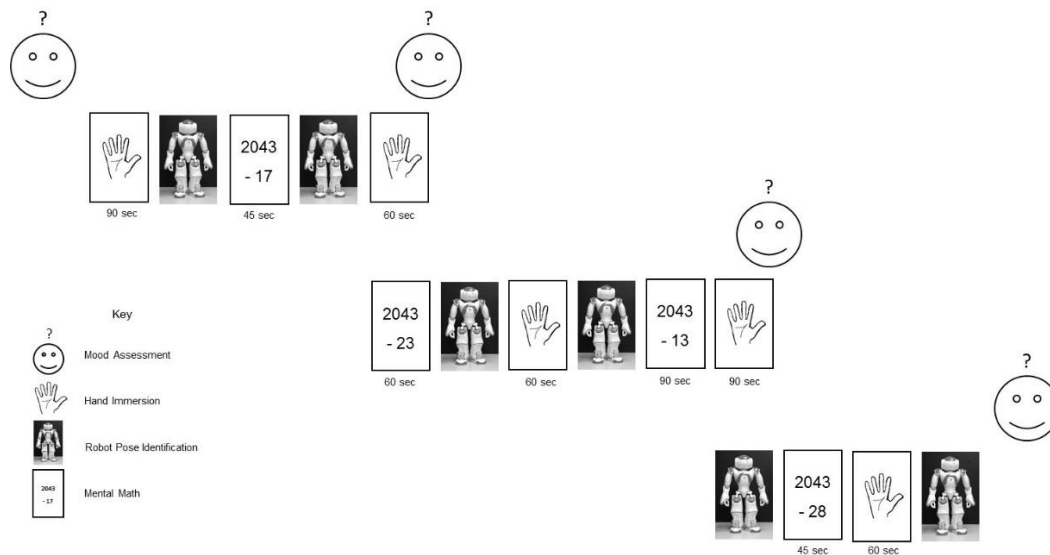 ?
?
2043
- 17
90 sec
45 sec
60 sec
?
2043
- 23
2043
- 13
60 sec
60 sec
90 sec
90 sec
Key
?
Mood Assessment
Hand Immersion
Robot Pose Identification
2043
- 17
Mental Math
?
2043
- 28
45 sec
60 sec